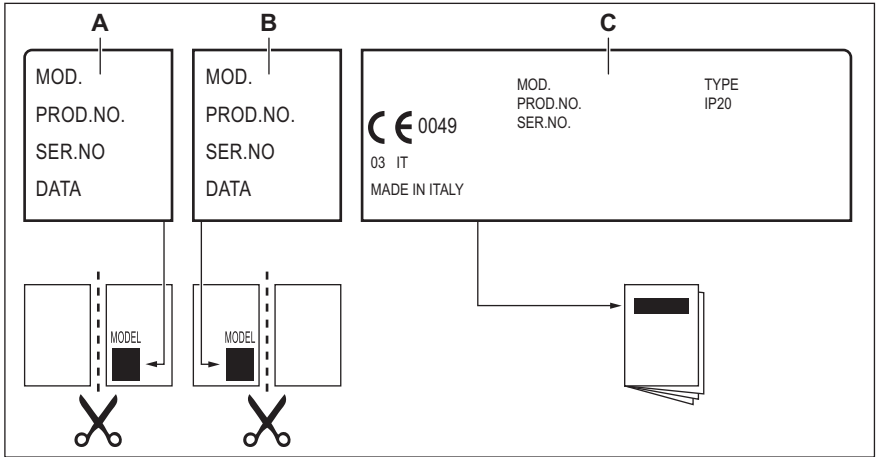 A
B
C
MOD.
PROD.NO.
SER.NO
DATA
MOD.
PROD.NO.
SER.NO
DATA
MOD.
PROD.NO.
SER.NO.
TYPE
IP20
CE 0049
03 IT
MADE IN ITALY
MODEL
MODEL